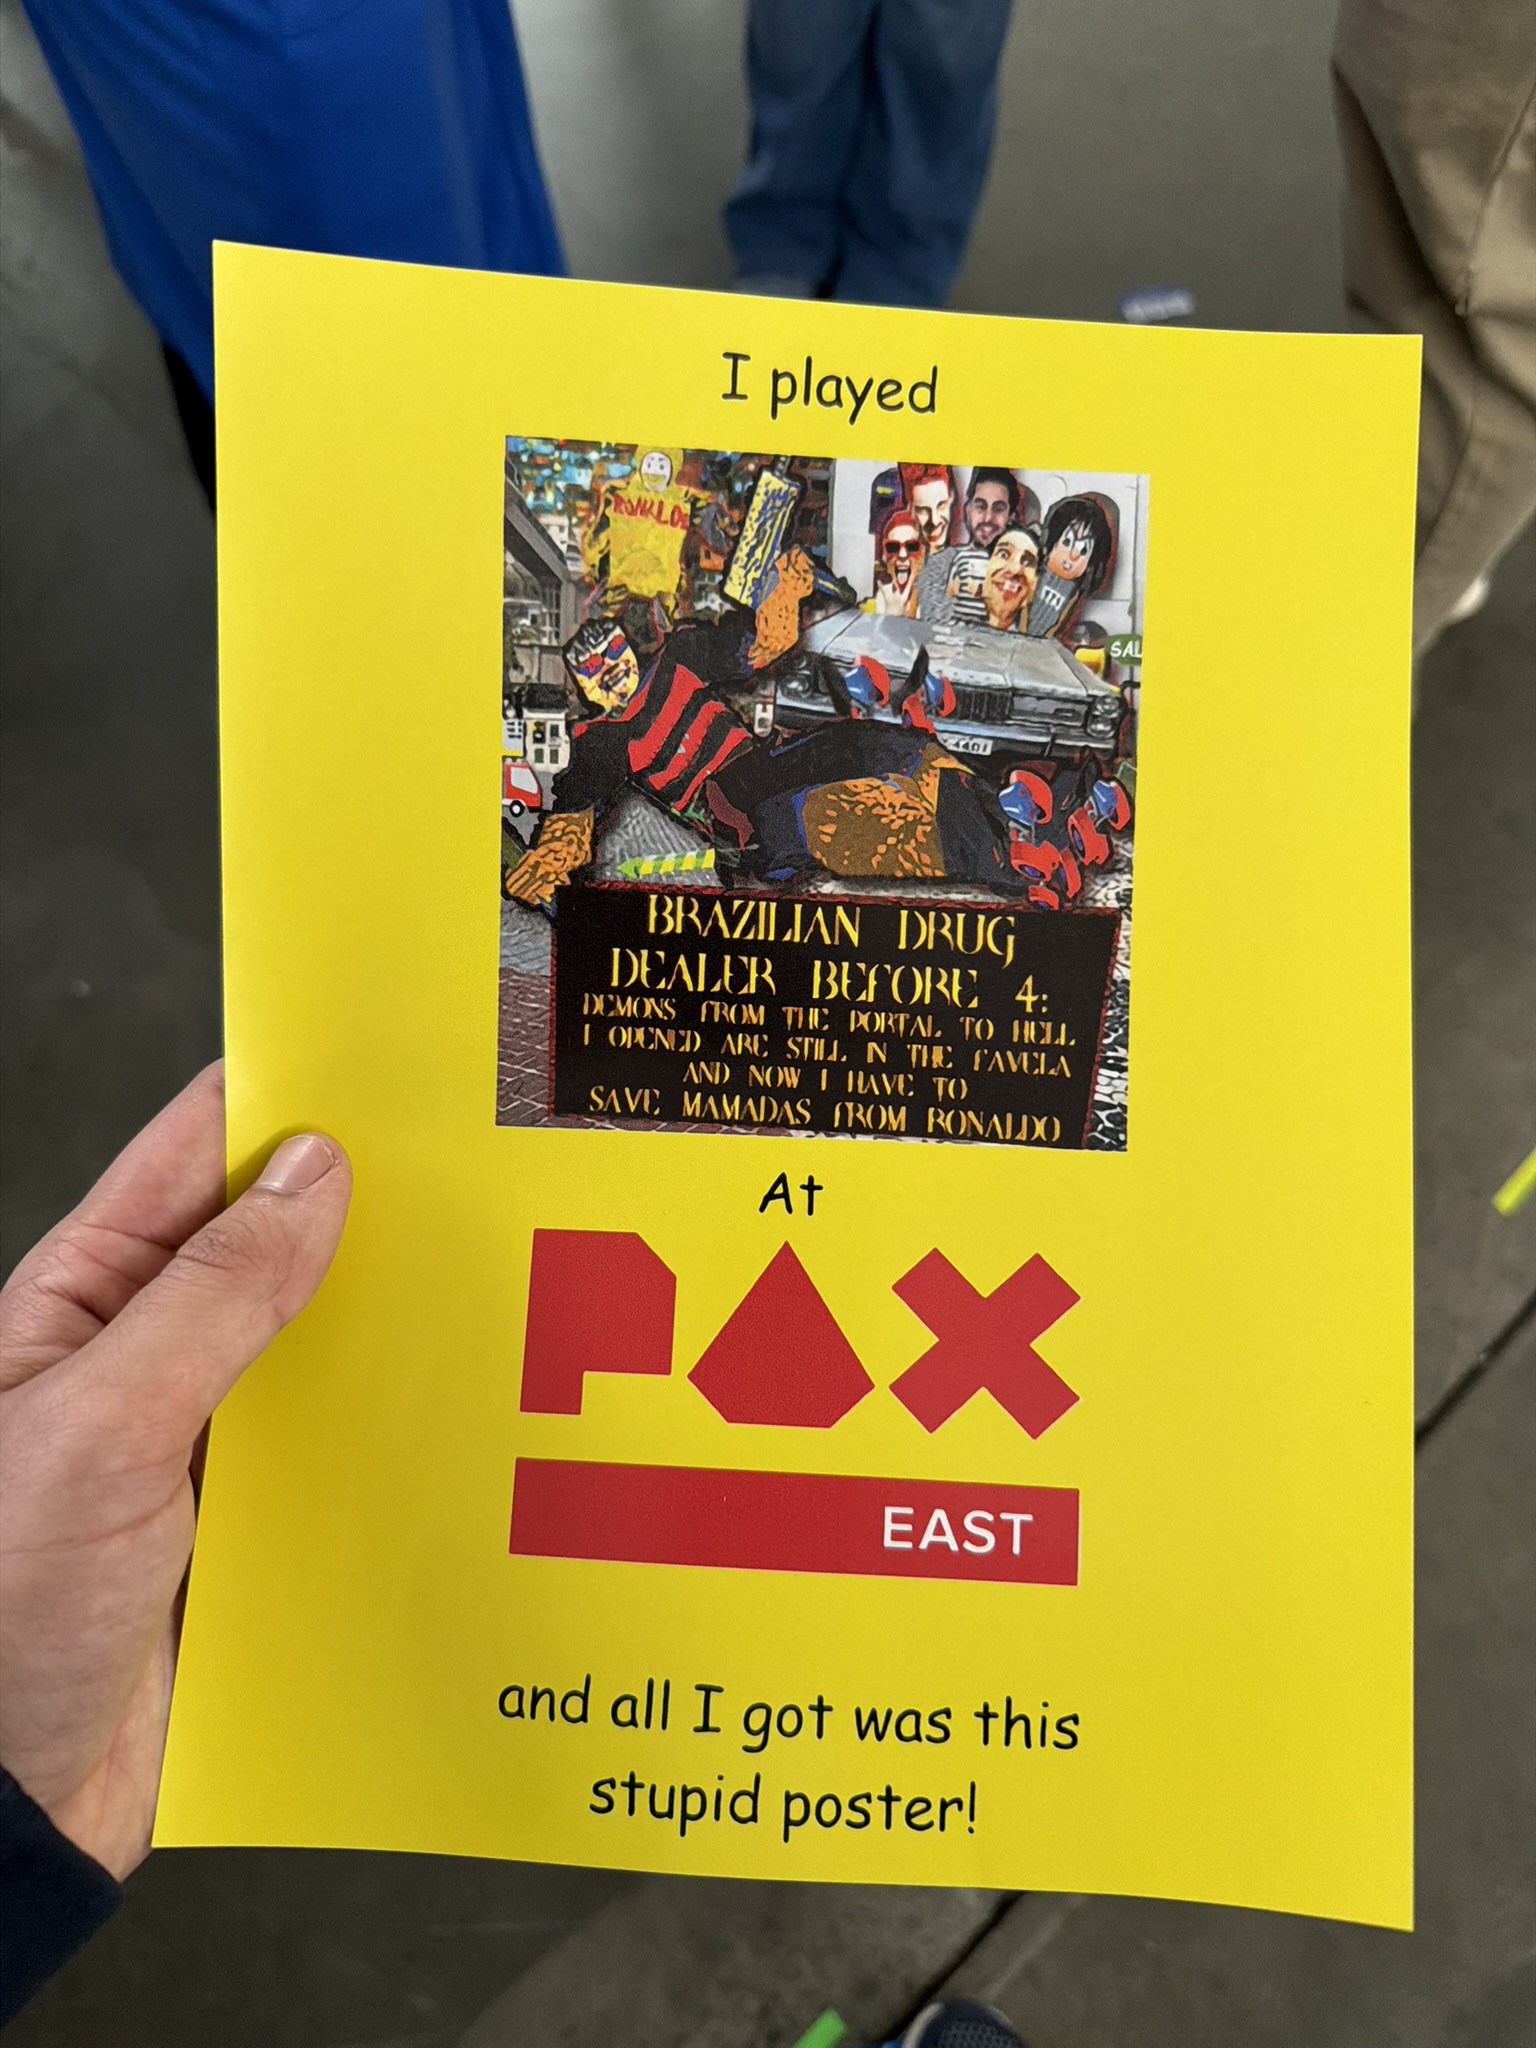 I played
RONALDO
STAY
SAL
4401
BRAZILIAN DRUG
DEALER BEFORE 4:
DEMONS FROM THE PORTAL TO HELL
I OPENED ARE STILL IN THE FAVELA
AND NOW I HAVE TO
SAVE MAMADAS FROM RONALDO
At
PAX
EAST
and all I got was this
stupid poster!